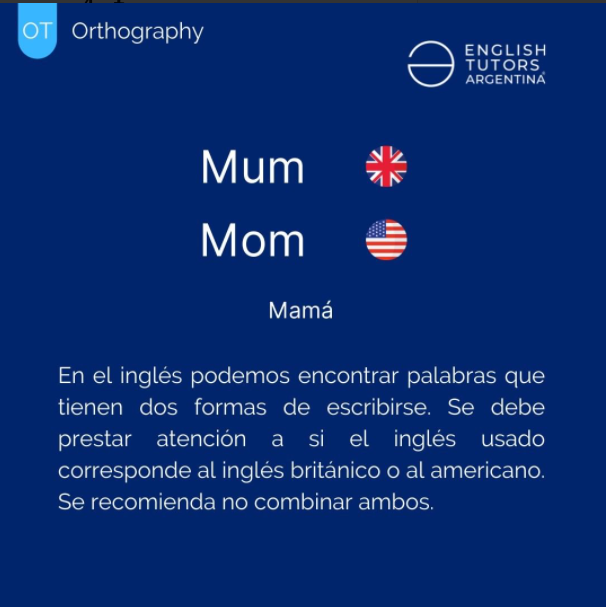 OT Orthography
ENGLISH
TUTORS
ARGENTINA
Mum
Mom
Mamá
En el inglés podemos encontrar palabras que
tienen dos formas de escribirse. Se debe
prestar atención a si el inglés usado
corresponde al inglés británico o al americano.
Se recomienda no combinar ambos.